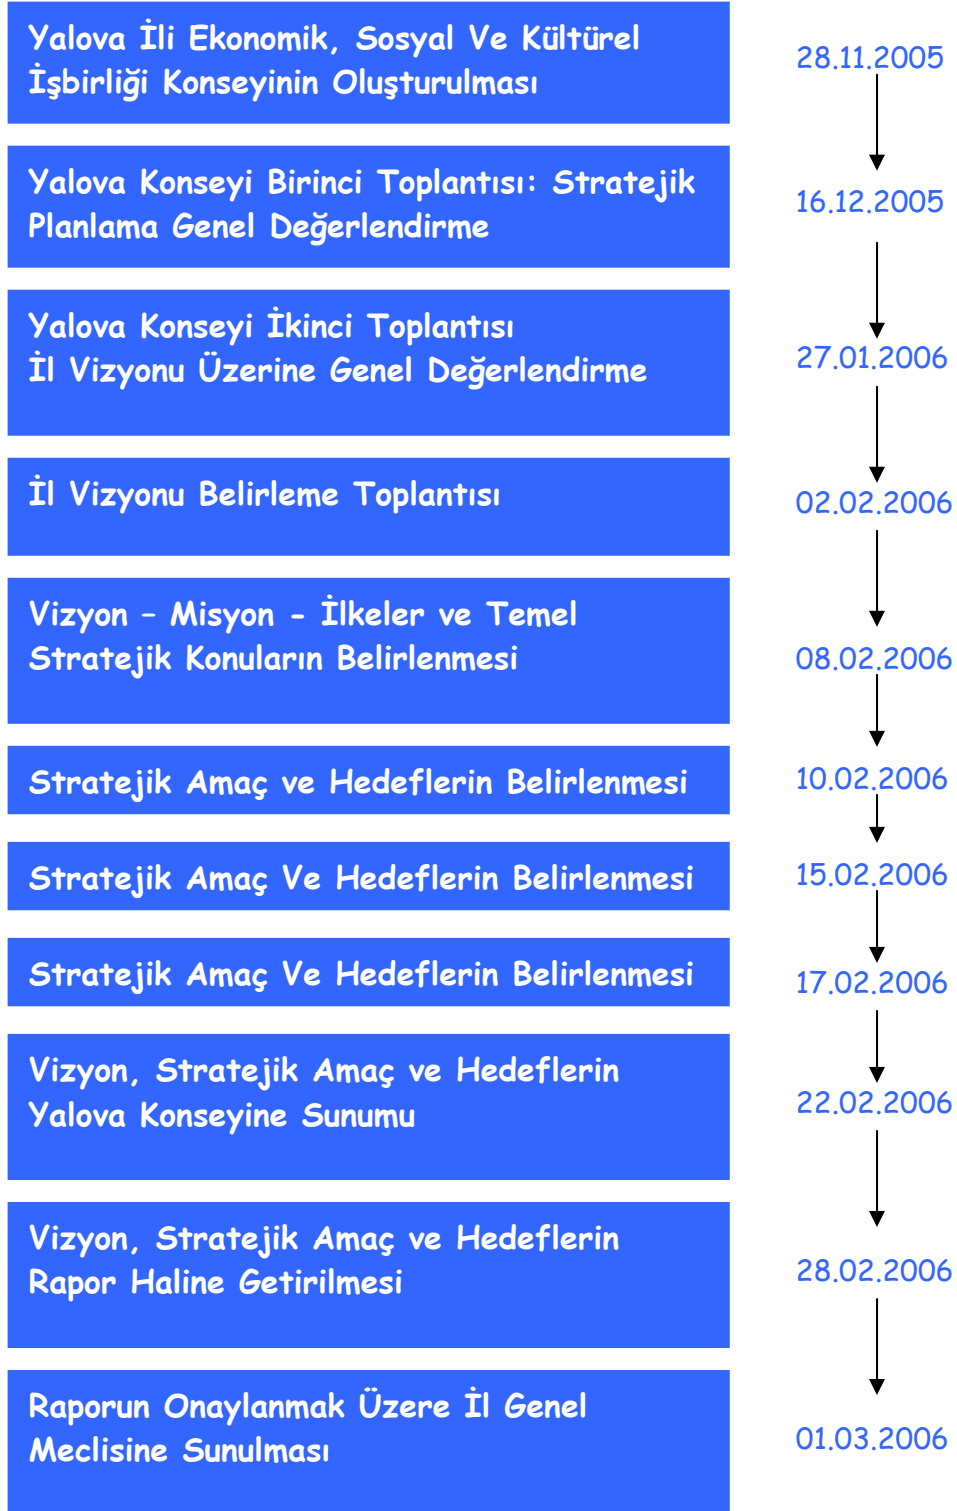 Yalova İli Ekonomik, Sosyal Ve Kültürel
İşbirliği Konseyinin Oluşturulması
28.11.2005
Yalova Konseyi Birinci Toplantısı: Stratejik
Planlama Genel Değerlendirme
16.12.2005
Yalova Konseyi İkinci Toplantısı
İl Vizyonu Üzerine Genel Değerlendirme
27.01.2006
İl Vizyonu Belirleme Toplantısı
02.02.2006
Vizyon – Misyon - İlkeler ve Temel
Stratejik Konuların Belirlenmesi
08.02.2006
Stratejik Amaç ve Hedeflerin Belirlenmesi
10.02.2006
Stratejik Amaç Ve Hedeflerin Belirlenmesi
15.02.2006
Stratejik Amaç Ve Hedeflerin Belirlenmesi
17.02.2006
Vizyon, Stratejik Amaç ve Hedeflerin
Yalova Konseyine Sunumu
22.02.2006
Vizyon, Stratejik Amaç ve Hedeflerin
Rapor Haline Getirilmesi
28.02.2006
Raporun Onaylanmak Üzere İl Genel
Meclisine Sunulması
01.03.2006